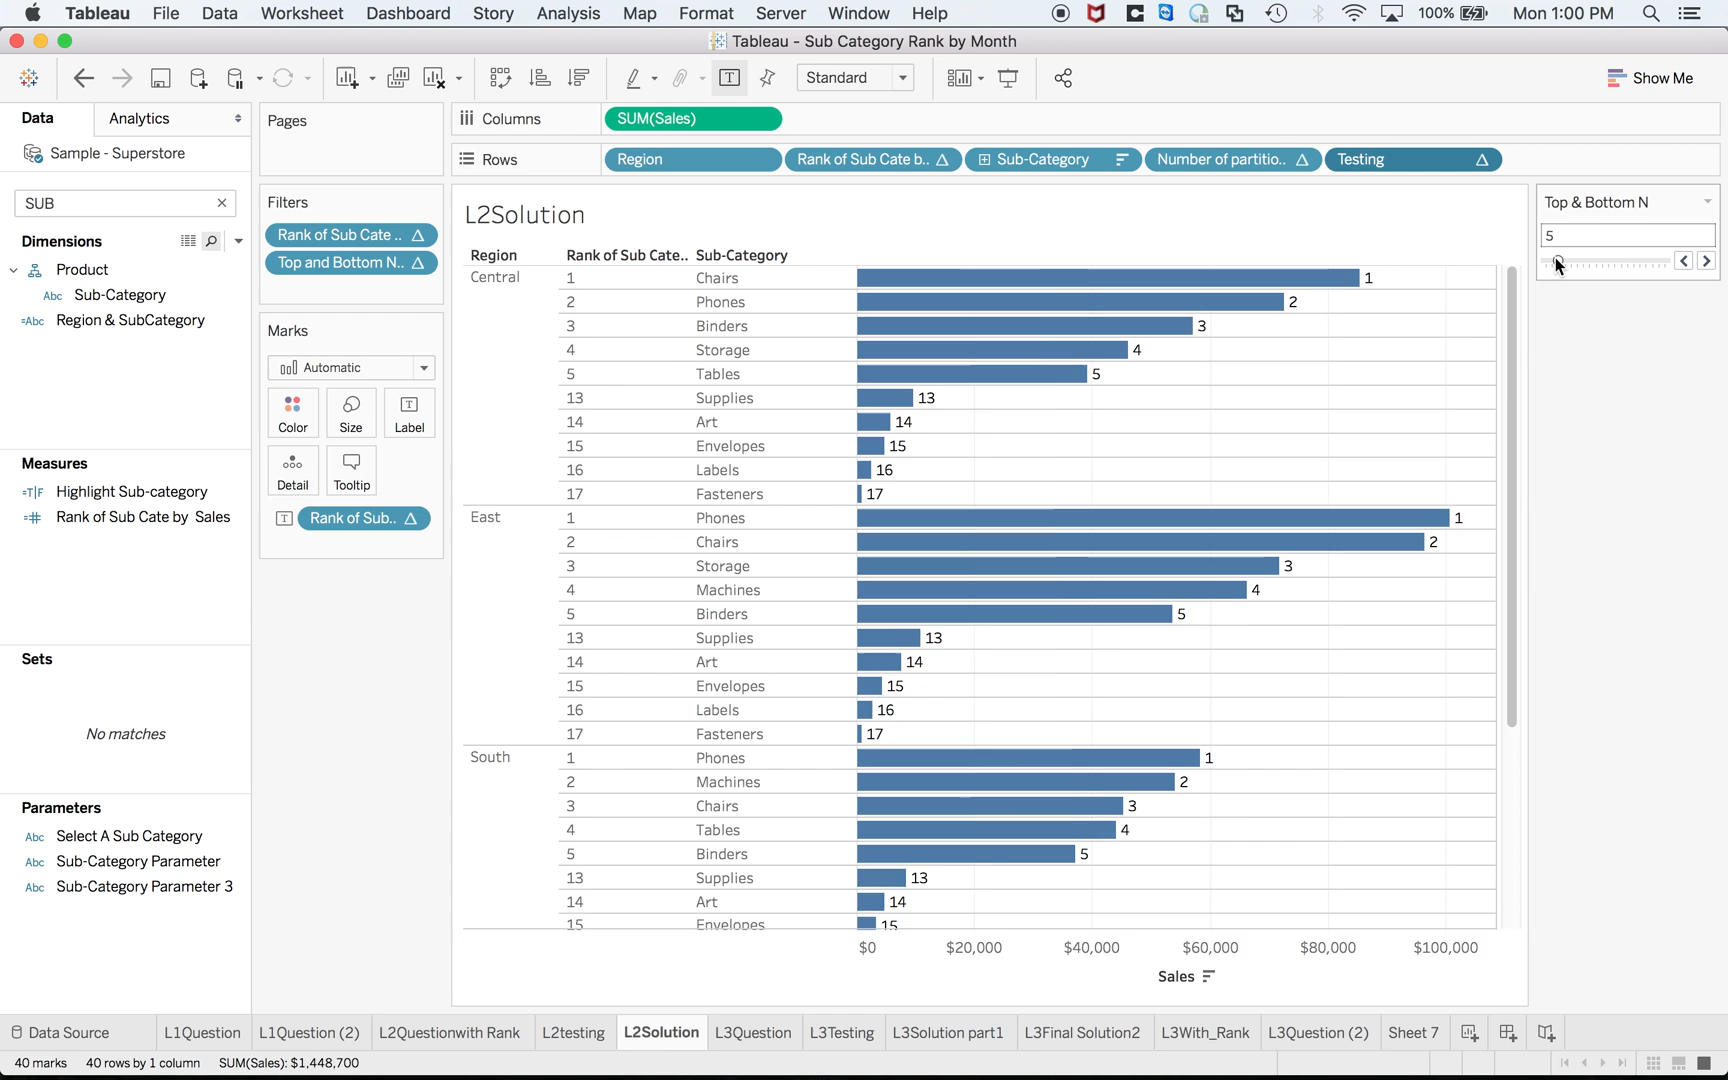 Tableau File Data Worksheet Dashboard Story Analysis Map Format Server Window Help 100% Mon 1:00 PM
Tableau - Sub Category Rank by Month
Standard Show Me
Data Analytics
Sample - Superstore
SUB
Dimensions
Product
Abc Sub-Category
=Abc Region & SubCategory
Measures
=T|F Highlight Sub-category
=# Rank of Sub Cate by Sales
Sets
No matches
Parameters
Abc Select A Sub Category
Abc Sub-Category Parameter
Abc Sub-Category Parameter 3
Pages
Filters
Rank of Sub Cate ..
Top and Bottom N..
Marks
Automatic
Color Size Label
Detail Tooltip
Rank of Sub..
Columns SUM(Sales)
Rows Region Rank of Sub Cate b.. Sub-Category Number of partitio.. Testing
L2Solution
Region Rank of Sub Cate.. Sub-Category
Central 1 Chairs 1
2 Phones 2
3 Binders 3
4 Storage 4
5 Tables 5
13 Supplies 13
14 Art 14
15 Envelopes 15
16 Labels 16
17 Fasteners 17
East 1 Phones 1
2 Chairs 2
3 Storage 3
4 Machines 4
5 Binders 5
13 Supplies 13
14 Art 14
15 Envelopes 15
16 Labels 16
17 Fasteners 17
South 1 Phones 1
2 Machines 2
3 Chairs 3
4 Tables 4
5 Binders 5
13 Supplies 13
14 Art 14
15 Envelopes 15
$0 $20,000 $40,000 $60,000 $80,000 $100,000
Sales
Top & Bottom N
5
Data Source L1Question L1Question (2) L2Questionwith Rank L2testing L2Solution L3Question L3Testing L3Solution part1 L3Final Solution2 L3With_Rank L3Question (2) Sheet 7
40 marks 40 rows by 1 column SUM(Sales): $1,448,700